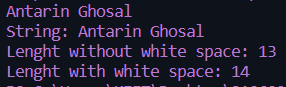 Antarin Ghosal
String: Antarin Ghosal
Lenght without white space: 13
Lenght with white space: 14